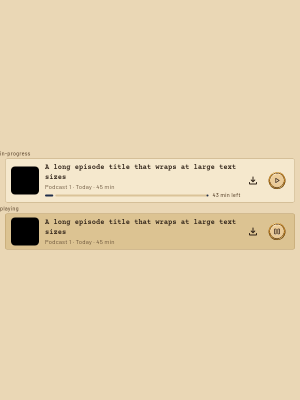 in-progress
A long episode title that wraps at large text
sizes
Podcast 1 · Today · 45 min
43 min left
playing
A long episode title that wraps at large text
sizes
Podcast 1 · Today · 45 min